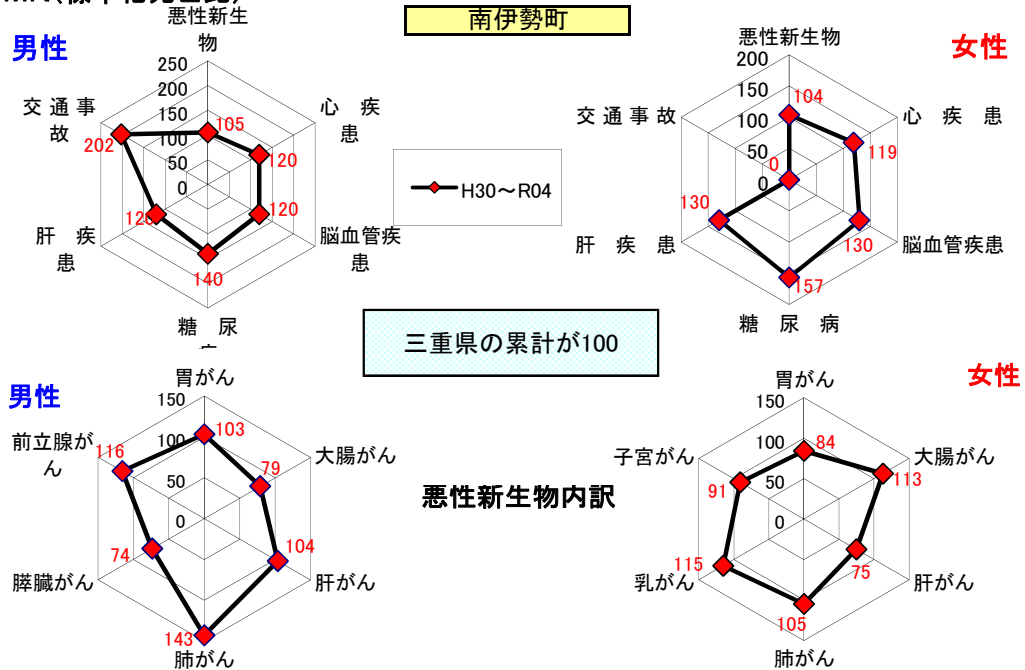 南伊勢町
男性
悪性新生
物
250
200
150
100
50
0
心 疾
患
脳血管疾
患
糖 尿
肝 疾
患
交 通 事
故
105
120
120
140
120
202
H30～R04
女性
悪性新生物
200
150
100
50
0
心 疾 患
脳血管疾患
糖 尿 病
肝 疾 患
交 通 事 故
104
119
130
157
130
0
三重県の累計が100
男性
胃がん
150
100
50
0
大腸がん
肝がん
肺がん
膵臓がん
前立腺が
ん
103
79
104
143
74
116
悪性新生物内訳
女性
胃がん
150
100
50
0
大腸がん
肝がん
肺がん
乳がん
子宮がん
84
113
75
105
115
91